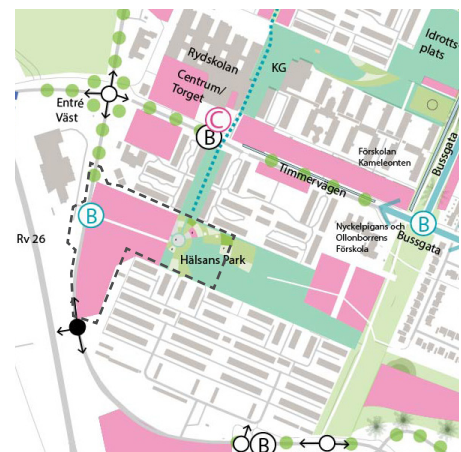 Idrotts-
plats
Rydskolan
KG
Centrum/
Torget
Entré
Väst
C
B
Förskolan
Kameleonten
Timmervägen
Bussgata
B
B
Nyckelpigans och
Ollonborrens
Förskola
Bussgata
Rv 26
Hälsans Park
B